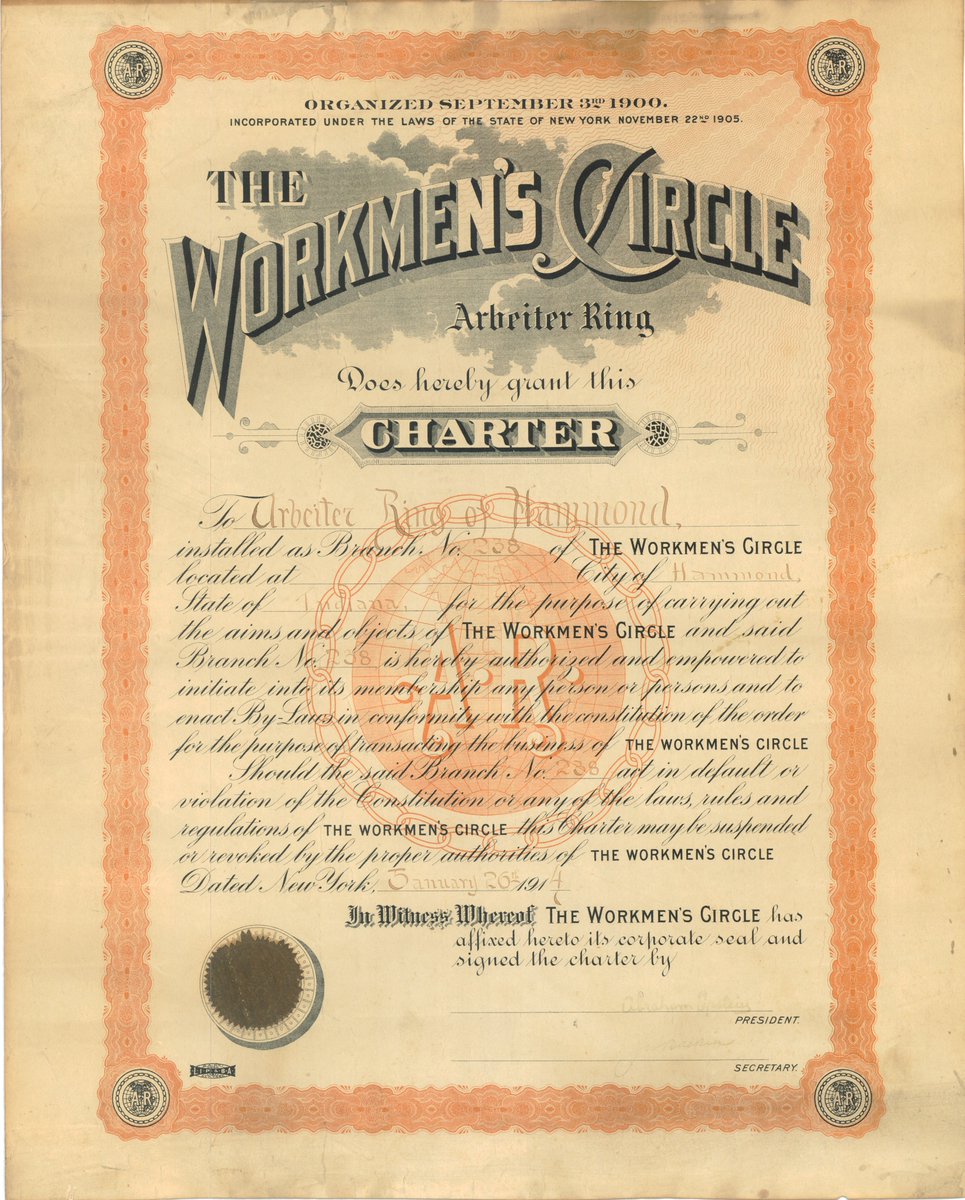 A·R
A·R
ORGANIZED SEPTEMBER 3RD 1900.
INCORPORATED UNDER THE LAWS OF THE STATE OF NEW YORK NOVEMBER 22ND 1905.
THE
WORKMEN'S CIRCLE
Arbeiter Ring
Does hereby grant this
CHARTER
To Arbeiter Ring of Hammond,
installed as Branch No. 238 of THE WORKMEN'S CIRCLE
located at City of Hammond,
State of Indiana, for the purpose of carrying out
the aims and objects of THE WORKMEN'S CIRCLE and said
Branch No. 238 is hereby authorized and empowered to
initiate into its membership any person or persons and to
enact By-Laws in conformity with the constitution of the order
for the purpose of transacting the business of THE WORKMEN'S CIRCLE
Should the said Branch No. 238 act in default or
violation of the Constitution or any of the laws, rules and
regulations of THE WORKMEN'S CIRCLE this Charter may be suspended
or revoked by the proper authorities of THE WORKMEN'S CIRCLE
Dated New York, January 26th 1914
A·R
In Witness Whereof THE WORKMEN'S CIRCLE has
affixed hereto its corporate seal and
signed the charter by
Abraham
PRESIDENT.
SECRETARY.
A·R
A·R